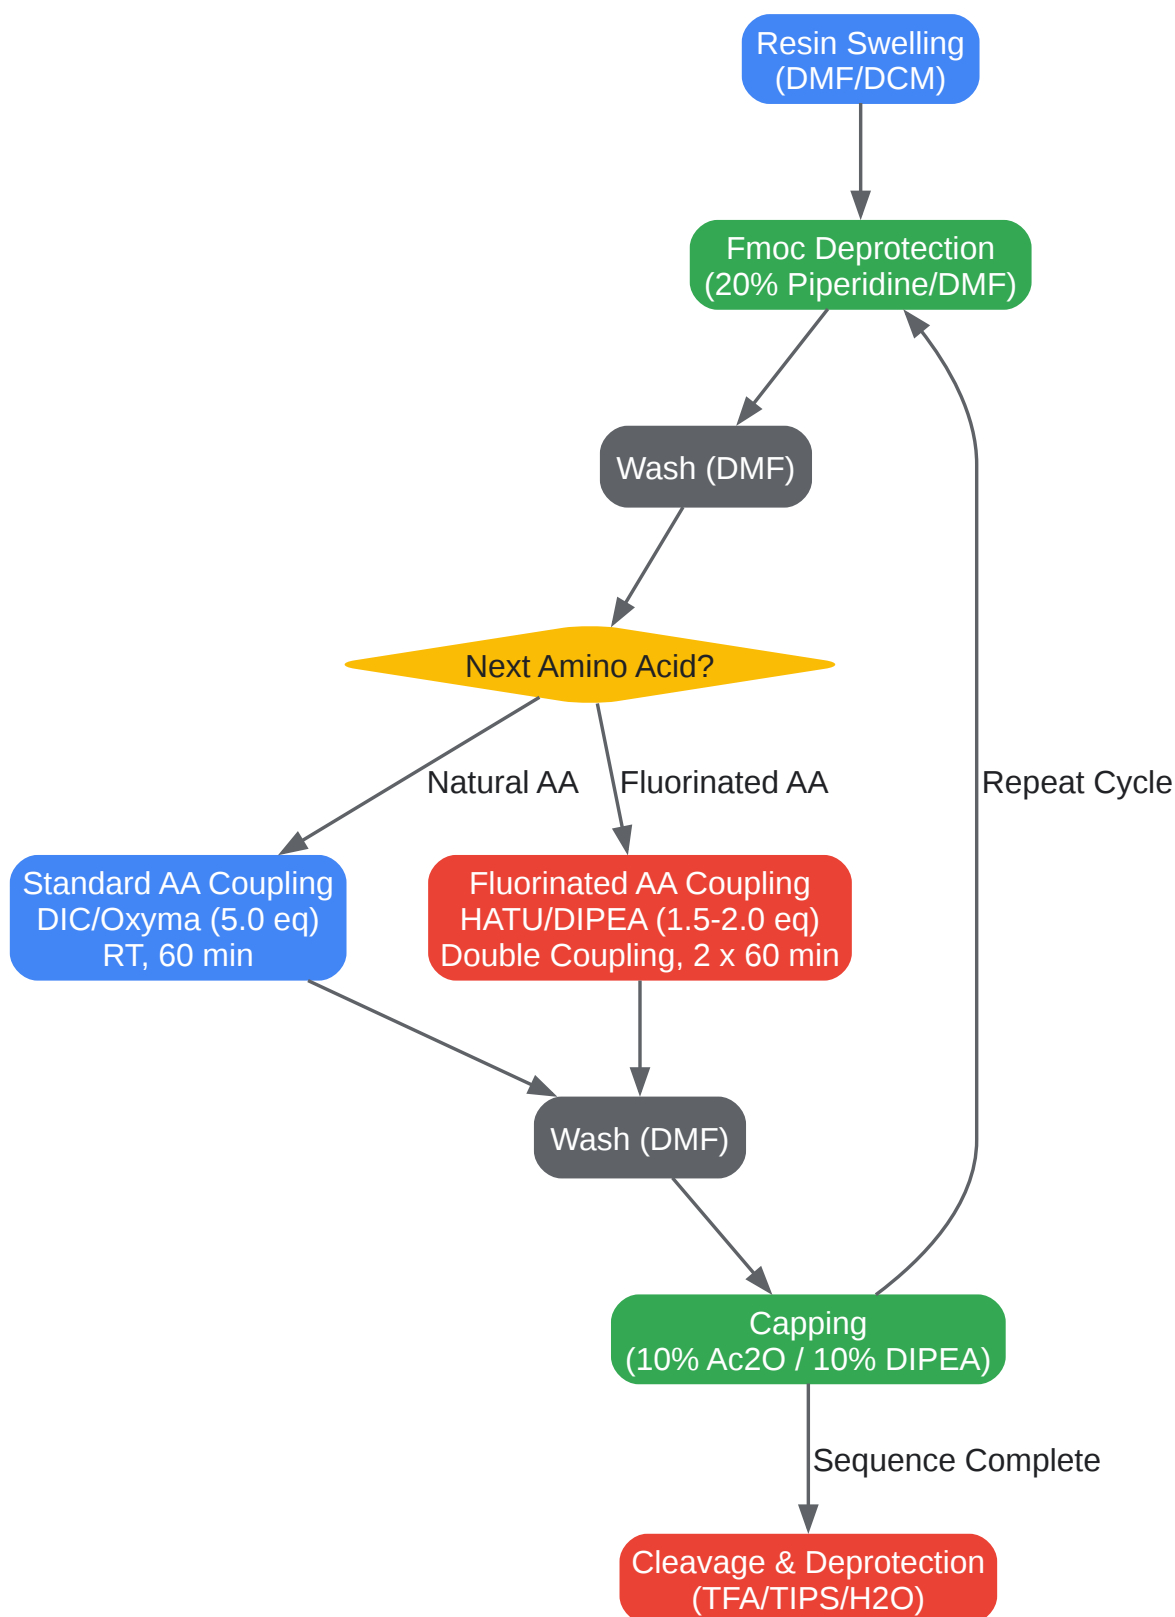 Resin Swelling
(DMF/DCM)
Fmoc Deprotection
(20% Piperidine/DMF)
Wash (DMF)
Next Amino Acid?
Natural AA
Fluorinated AA
Repeat Cycle
Standard AA Coupling
DIC/Oxyma (5.0 eq)
RT, 60 min
Fluorinated AA Coupling
HATU/DIPEA (1.5-2.0 eq)
Double Coupling, 2 x 60 min
Wash (DMF)
Capping
(10% Ac2O / 10% DIPEA)
Sequence Complete
Cleavage & Deprotection
(TFA/TIPS/H2O)